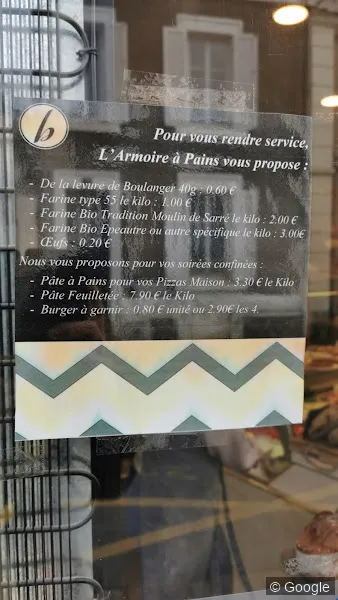 b
Pour vous rendre service,
L'Armoire à Pains vous propose :
- De la levure de Boulanger 40g : 0.60 €
- Farine type 55 le kilo : 1.00 €
- Farine Bio Tradition Moulin de Sarré le kilo : 2.00 €
- Farine Bio Epeautre ou autre spécifique le kilo : 3.00€
- Œufs : 0.20 €
Nous vous proposons pour vos soirées confinées :
- Pâte à Pains pour vos Pizzas Maison : 3.30 € le Kilo
- Pâte Feuilletée : 7.90 € le Kilo
- Burger à garnir : 0.80 € unité ou 2.90€ les 4.
© Google